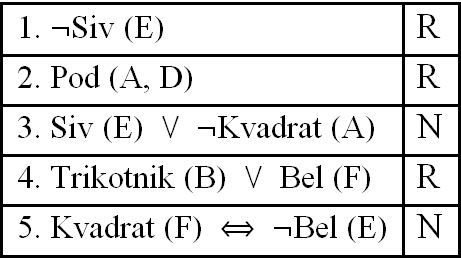 1. ¬Siv (E) R
2. Pod (A, D) R
3. Siv (E) ∨ ¬Kvadrat (A) N
4. Trikotnik (B) ∨ Bel (F) R
5. Kvadrat (F) ⇔ ¬Bel (E) N